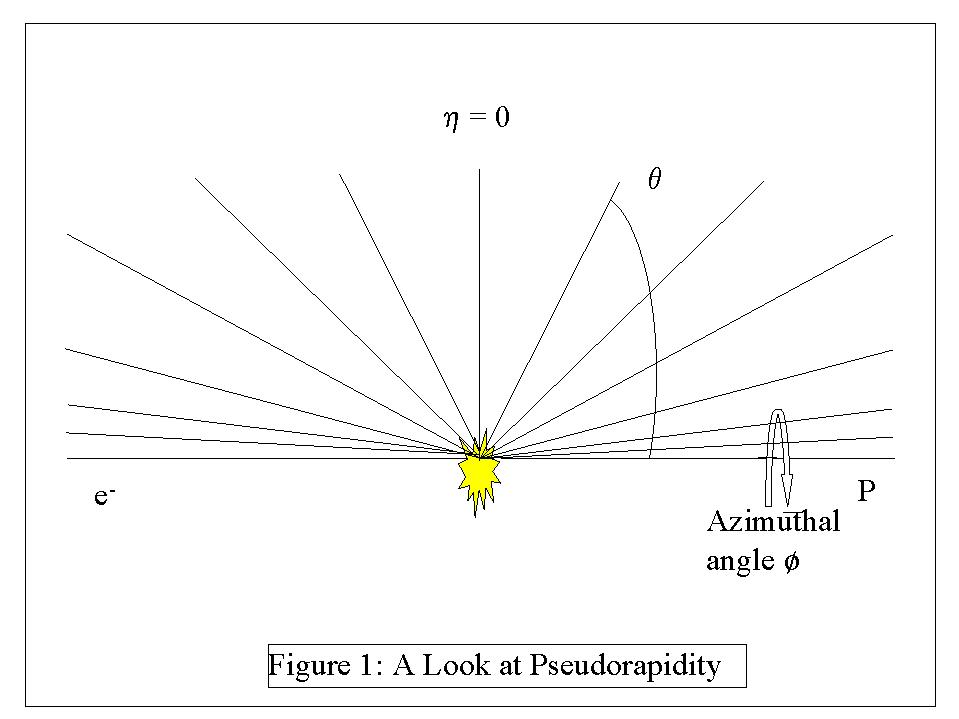 η = 0
θ
e-
P
Azimuthal
angle ϕ
Figure 1: A Look at Pseudorapidity